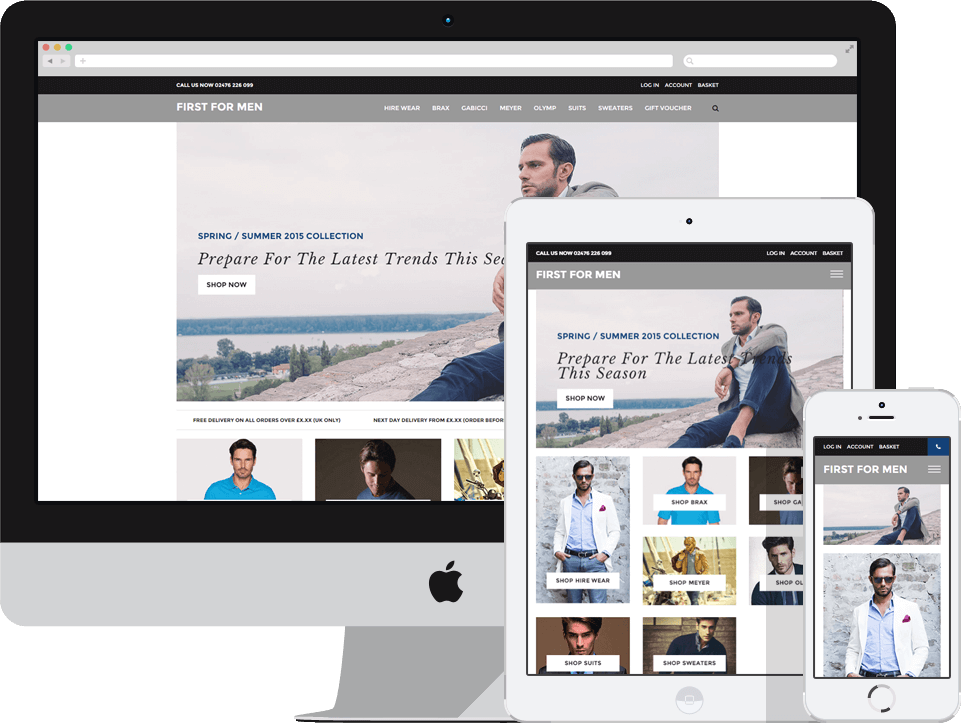 CALL US NOW 02476 226 099
LOG IN ACCOUNT BASKET
FIRST FOR MEN
HIRE WEAR BRAX GABICCI MEYER OLYMP SUITS SWEATERS GIFT VOUCHER
SPRING / SUMMER 2015 COLLECTION
Prepare For The Latest Trends This Sea
SHOP NOW
FREE DELIVERY ON ALL ORDERS OVER £X.XX (UK ONLY)
NEXT DAY DELIVERY FROM £X.XX (ORDER BEFOR
CALL US NOW 02476 226 099
LOG IN ACCOUNT BASKET
FIRST FOR MEN
SPRING / SUMMER 2015 COLLECTION
Prepare For The Latest Trends
This Season
SHOP NOW
SHOP BRAX
SHOP GA
SHOP HIRE WEAR
SHOP MEYER
SHOP OL
SHOP SUITS
SHOP SWEATERS
LOG IN ACCOUNT BASKET
FIRST FOR MEN